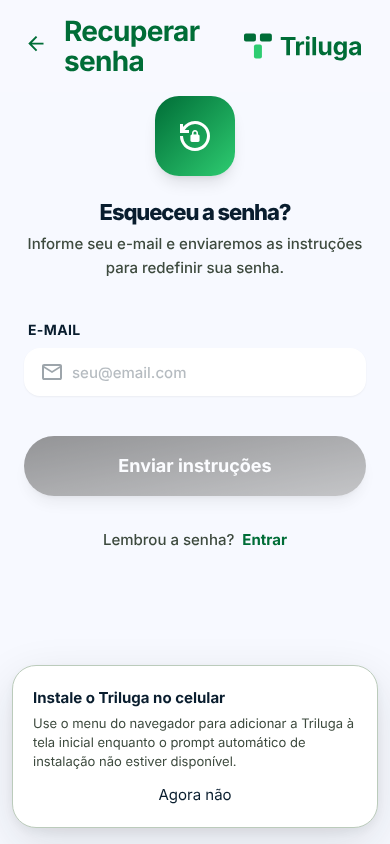 Recuperar
senha
Triluga
Esqueceu a senha?
Informe seu e-mail e enviaremos as instruções
para redefinir sua senha.
E-MAIL
seu@email.com
Enviar instruções
Lembrou a senha? Entrar
Instale o Triluga no celular
Use o menu do navegador para adicionar a Triluga à
tela inicial enquanto o prompt automático de
instalação não estiver disponível.
Agora não